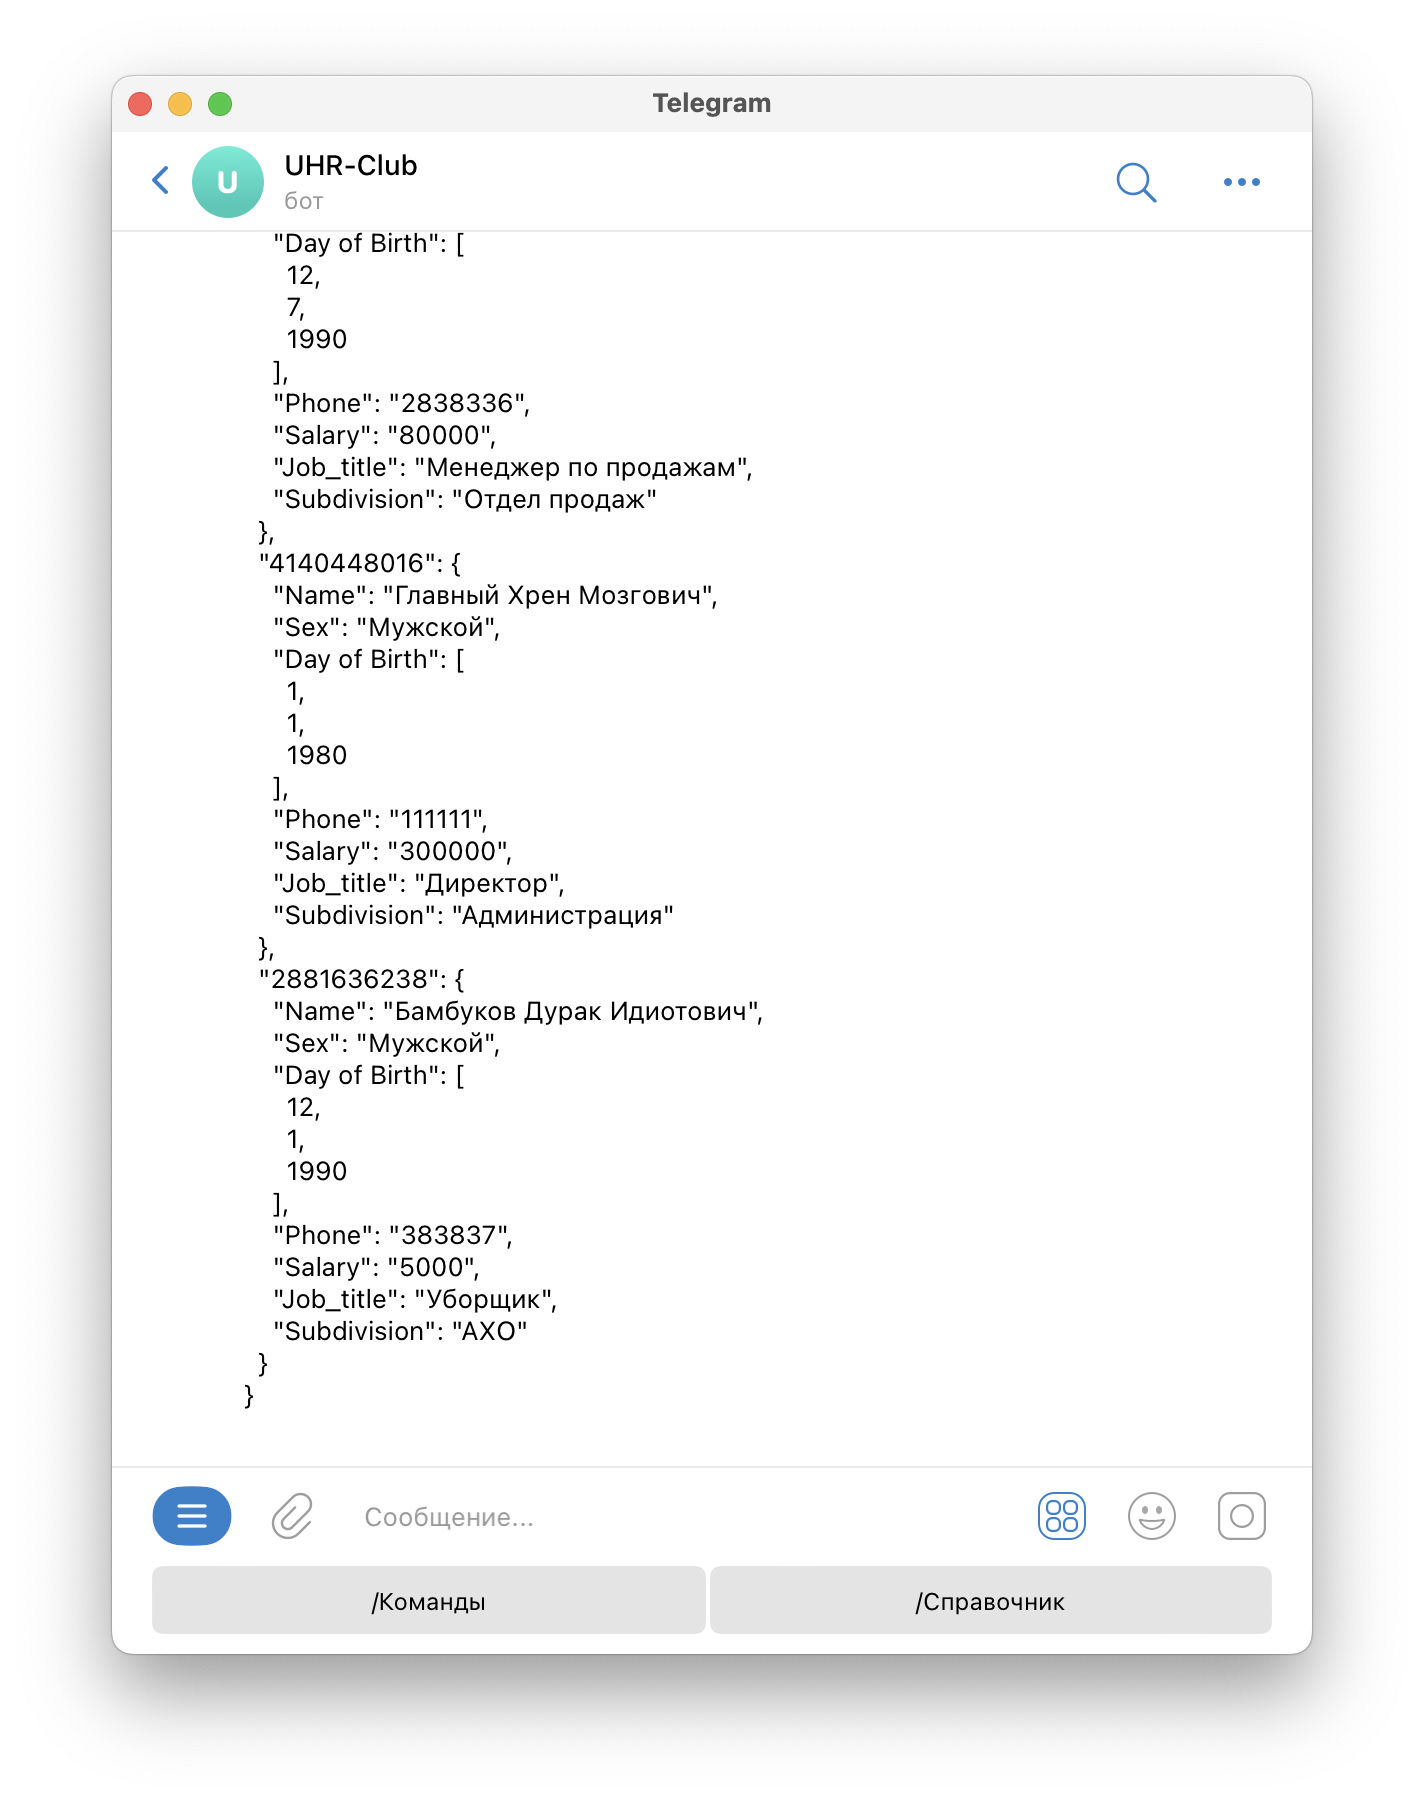 Telegram
U
UHR-Club
бот
"Day of Birth": [
12,
7,
1990
],
"Phone": "2838336",
"Salary": "80000",
"Job_title": "Менеджер по продажам",
"Subdivision": "Отдел продаж"
},
"4140448016": {
"Name": "Главный Хрен Мозгович",
"Sex": "Мужской",
"Day of Birth": [
1,
1,
1980
],
"Phone": "111111",
"Salary": "300000",
"Job_title": "Директор",
"Subdivision": "Администрация"
},
"2881636238": {
"Name": "Бамбуков Дурак Идиотович",
"Sex": "Мужской",
"Day of Birth": [
12,
1,
1990
],
"Phone": "383837",
"Salary": "5000",
"Job_title": "Уборщик",
"Subdivision": "АХО"
}
}
Сообщение...
/Команды
/Справочник